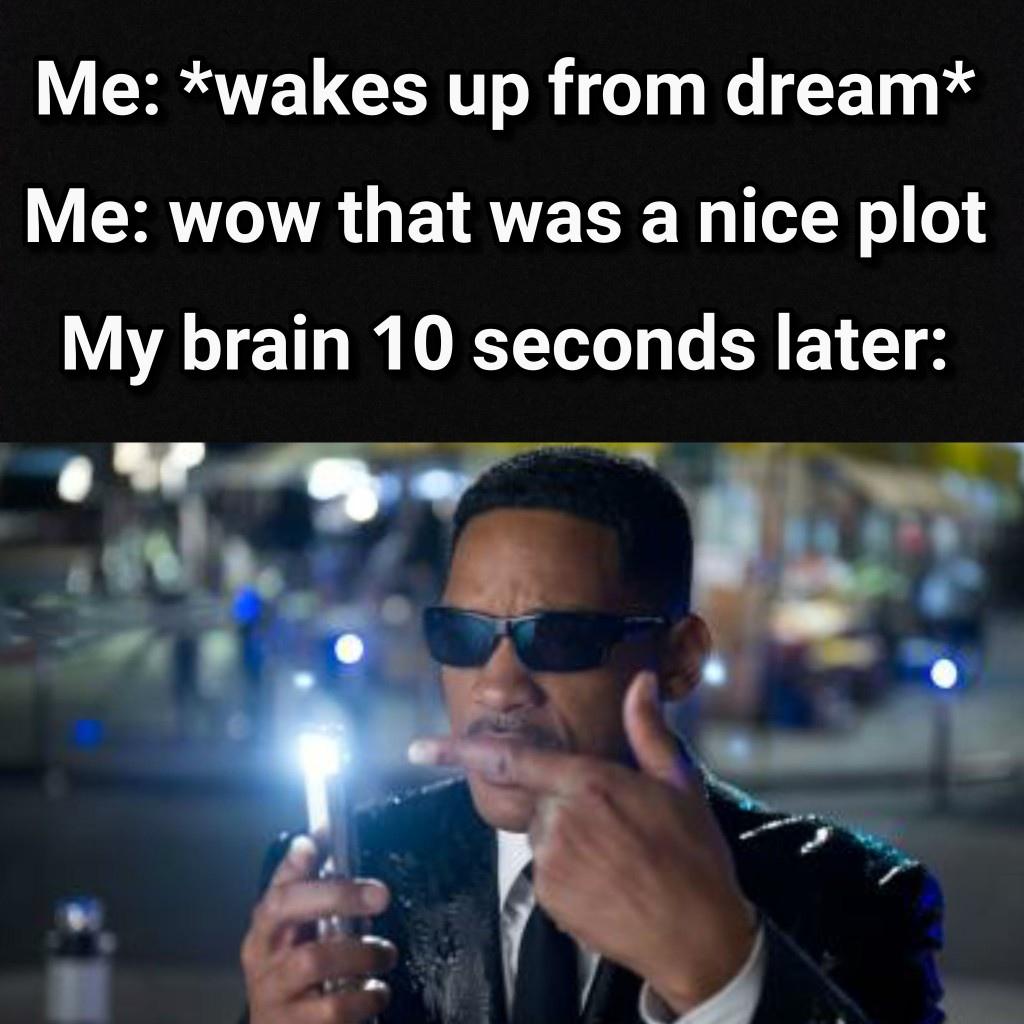 Me: *wakes up from dream*
Me: wow that was a nice plot
My brain 10 seconds later: